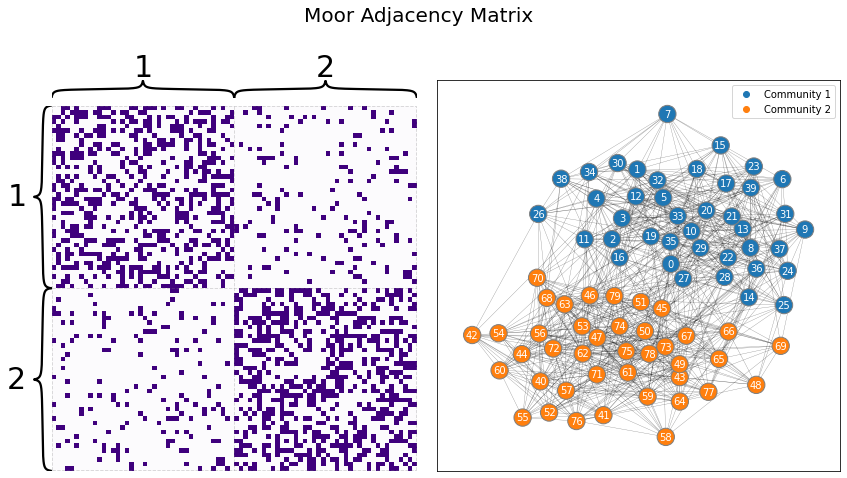 Moor Adjacency Matrix
1 2
1
2
Community 1
Community 2
7
15
30 1 18 23
38 34 32 17 39 6
4 12 5
26 3 33 20 21 31
11 2 19 35 10 13 9
16 29 8 37
0 22 36 24
70 27 28
68 63 46 79 51 45 14 25
42 54 56 53 47 74 50 67 66
44 72 62 75 78 73 65 69
60 40 71 61 49 43
57 59 64 77 48
55 52 76 41
58